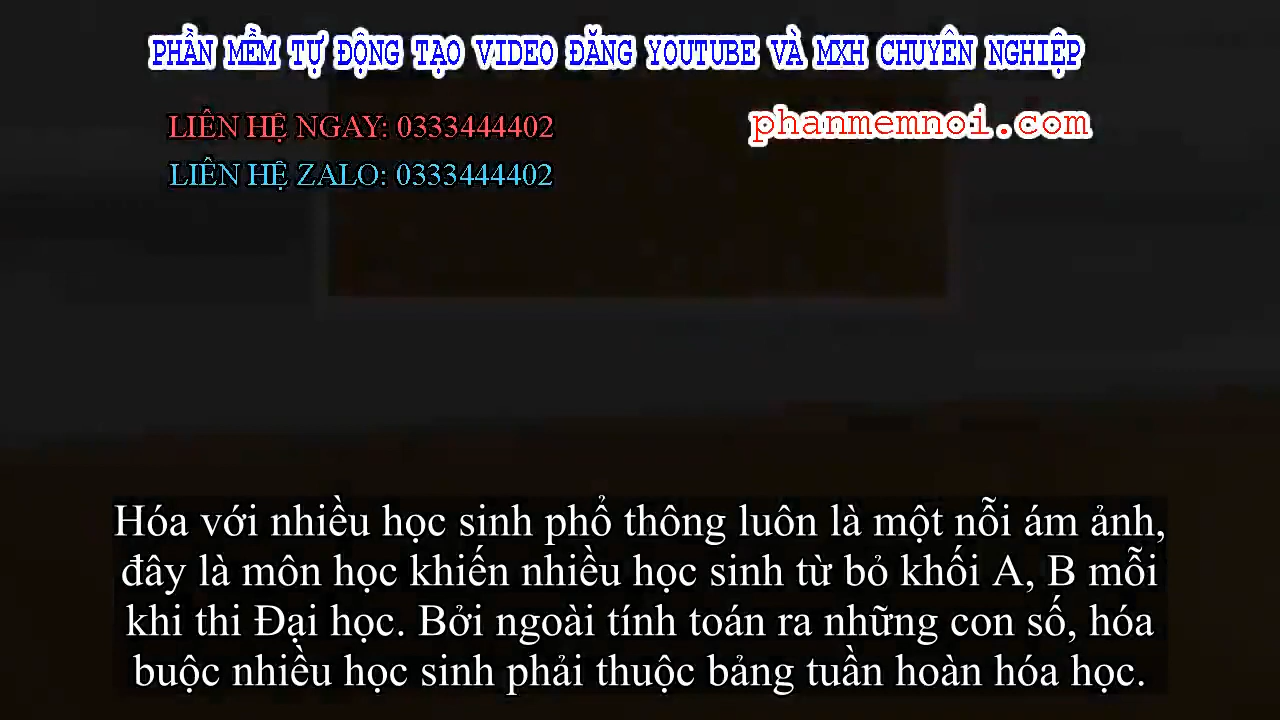 PHẦN MỀM TỰ ĐỘNG TẠO VIDEO ĐĂNG YOUTUBE VÀ MXH CHUYÊN NGHIỆP
LIÊN HỆ NGAY: 0333444402
phanmemnoi.com
LIÊN HỆ ZALO: 0333444402
Hóa với nhiều học sinh phổ thông luôn là một nỗi ám ảnh,
đây là môn học khiến nhiều học sinh từ bỏ khối A, B mỗi
khi thi Đại học. Bởi ngoài tính toán ra những con số, hóa
buộc nhiều học sinh phải thuộc bảng tuần hoàn hóa học.